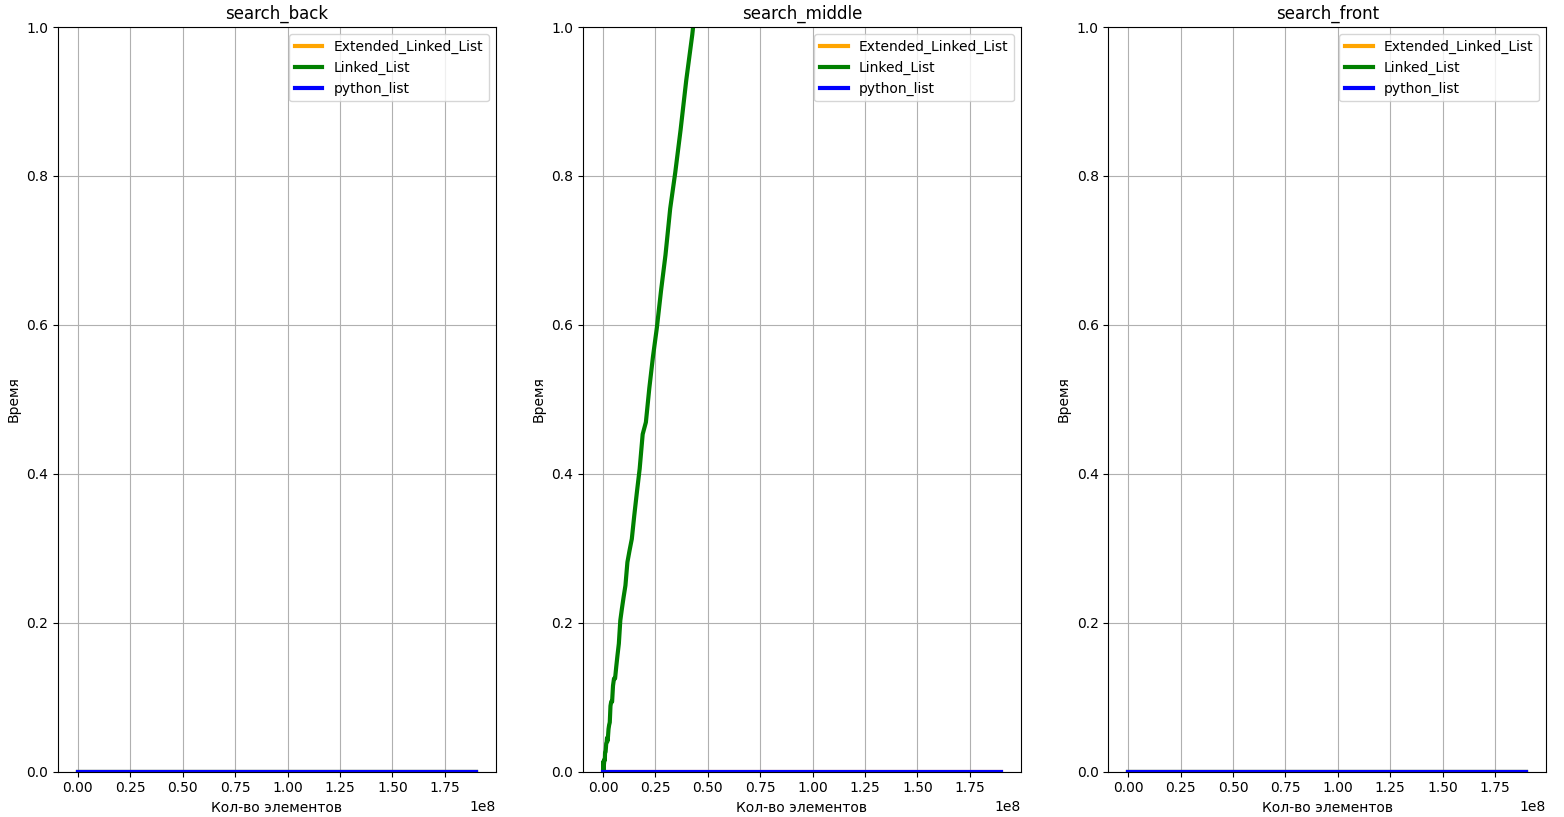 search_back
1.0
0.8
0.6
0.4
0.2
0.0
Время
Extended_Linked_List
Linked_List
python_list
0.00 0.25 0.50 0.75 1.00 1.25 1.50 1.75
Кол-во элементов
1e8
search_middle
1.0
0.8
0.6
0.4
0.2
0.0
Время
Extended_Linked_List
Linked_List
python_list
0.00 0.25 0.50 0.75 1.00 1.25 1.50 1.75
Кол-во элементов
1e8
search_front
1.0
0.8
0.6
0.4
0.2
0.0
Время
Extended_Linked_List
Linked_List
python_list
0.00 0.25 0.50 0.75 1.00 1.25 1.50 1.75
Кол-во элементов
1e8